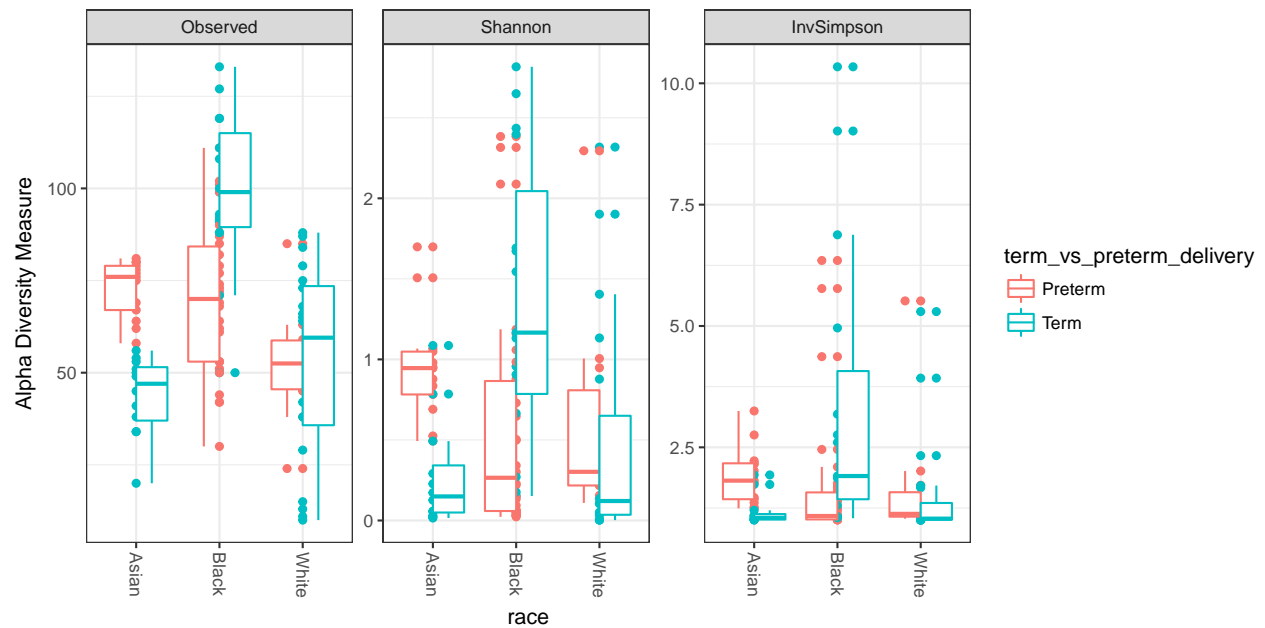 Observed
Shannon
InvSimpson
Alpha Diversity Measure
100
50
2
1
0
10.0
7.5
5.0
2.5
Asian
Black
White
Asian
Black
White
Asian
Black
White
race
term_vs_preterm_delivery
Preterm
Term